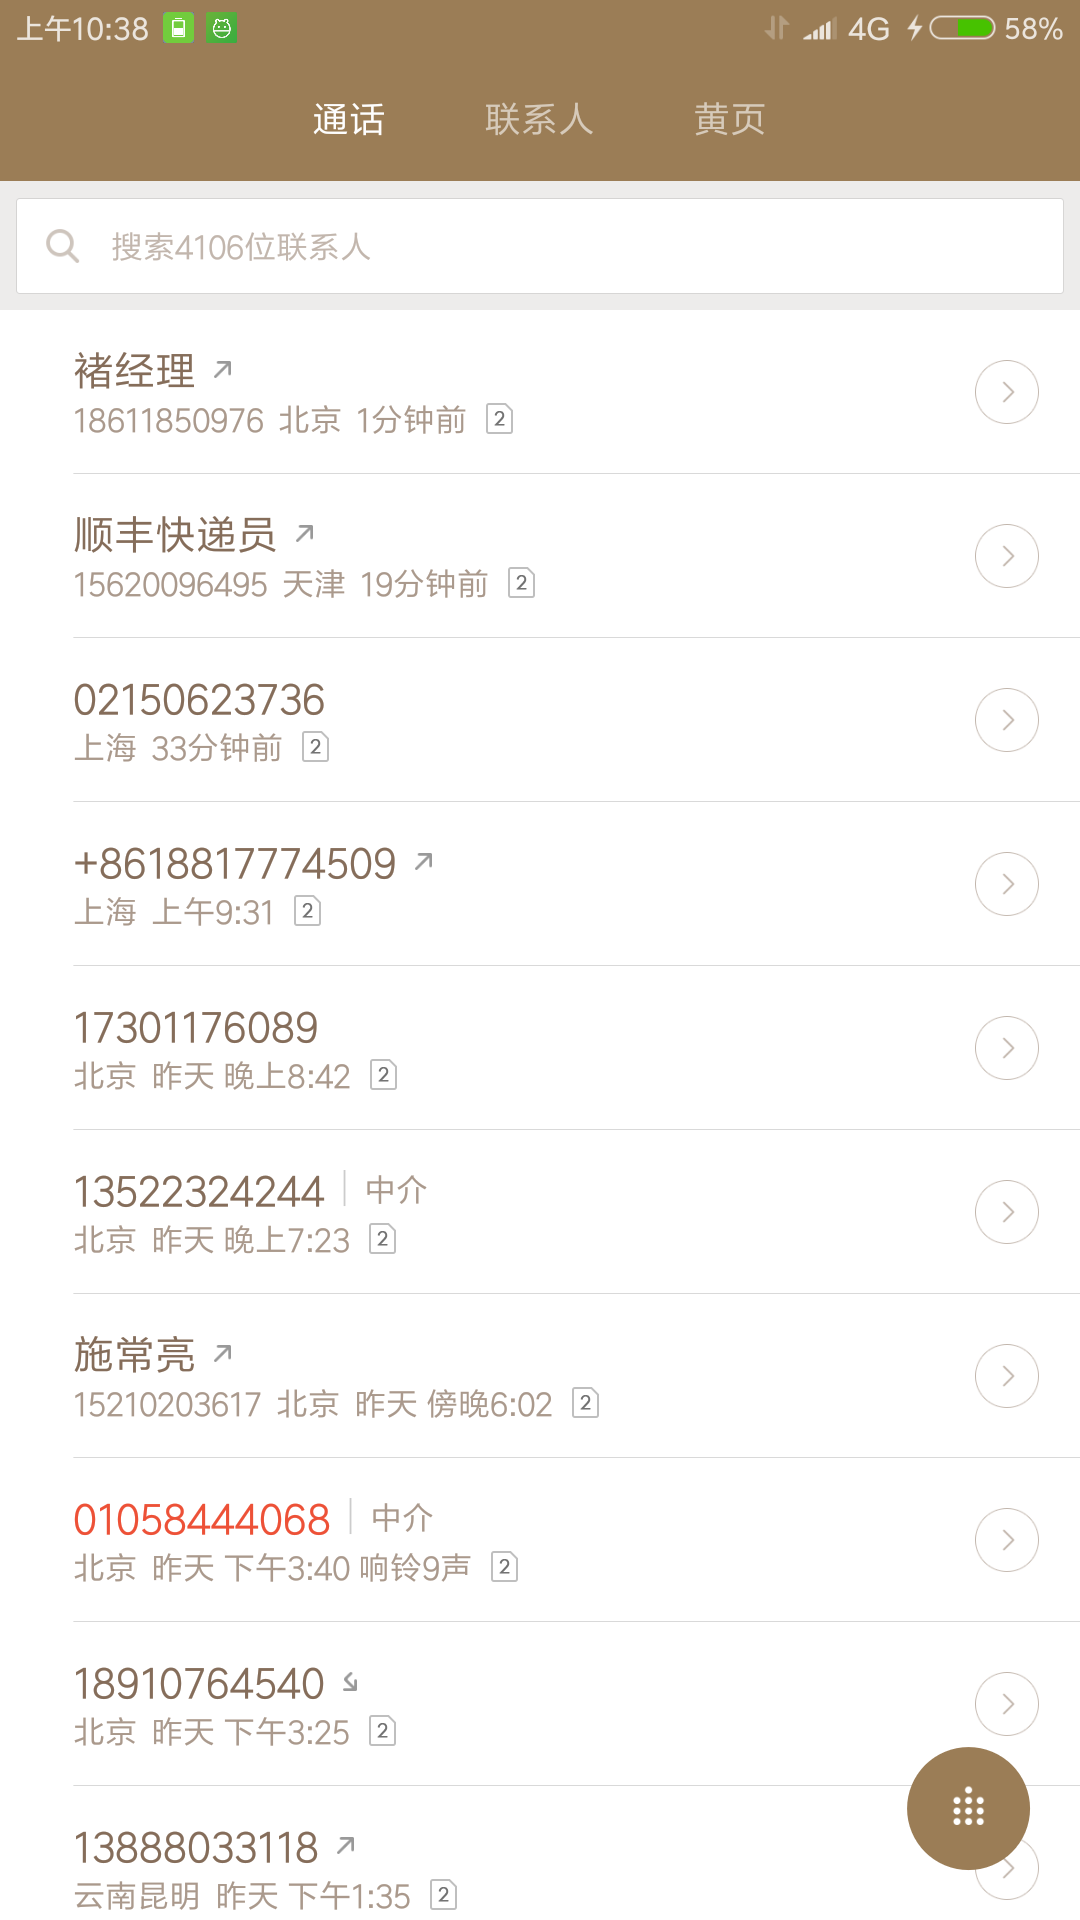 上午10:38 4G 58%
通话 联系人 黄页
搜索4106位联系人
褚经理
18611850976 北京 1分钟前 2
顺丰快递员
15620096495 天津 19分钟前 2
02150623736
上海 33分钟前 2
+8618817774509
上海 上午9:31 2
17301176089
北京 昨天 晚上8:42 2
13522324244 中介
北京 昨天 晚上7:23 2
施常亮
15210203617 北京 昨天 傍晚6:02 2
01058444068 中介
北京 昨天 下午3:40 响铃9声 2
18910764540
北京 昨天 下午3:25 2
13888033118
云南昆明 昨天 下午1:35 2